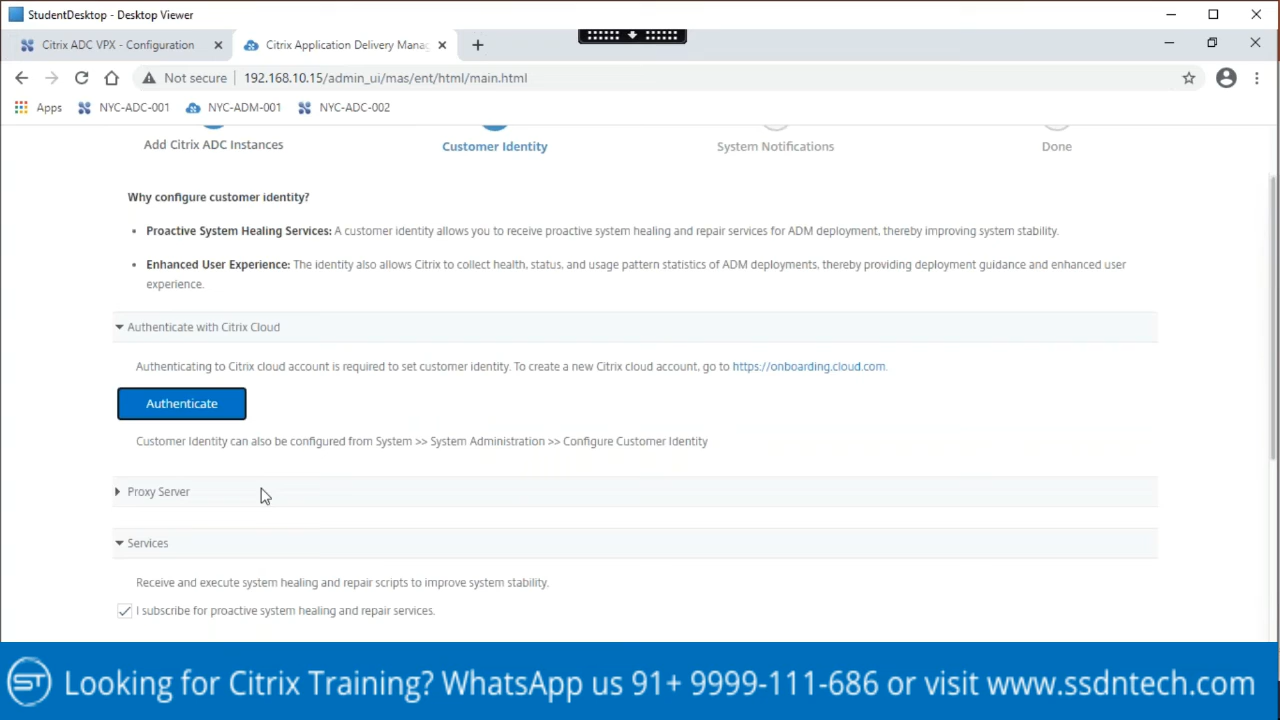 StudentDesktop - Desktop Viewer
Citrix ADC VPX - Configuration
Citrix Application Delivery Mana
Not secure
192.168.10.15/admin_ui/mas/ent/html/main.html
Apps
NYC-ADC-001
NYC-ADM-001
NYC-ADC-002
Add Citrix ADC Instances
Customer Identity
System Notifications
Done
Why configure customer identity?
Proactive System Healing Services: A customer identity allows you to receive proactive system healing and repair services for ADM deployment, thereby improving system stability.
Enhanced User Experience: The identity also allows Citrix to collect health, status, and usage pattern statistics of ADM deployments, thereby providing deployment guidance and enhanced user
experience.
Authenticate with Citrix Cloud
Authenticating to Citrix cloud account is required to set customer identity. To create a new Citrix cloud account, go to https://onboarding.cloud.com.
Authenticate
Customer Identity can also be configured from System >> System Administration >> Configure Customer Identity
Proxy Server
Services
Receive and execute system healing and repair scripts to improve system stability.
I subscribe for proactive system healing and repair services.
ST Looking for Citrix Training? WhatsApp us 91+ 9999-111-686 or visit www.ssdntech.com